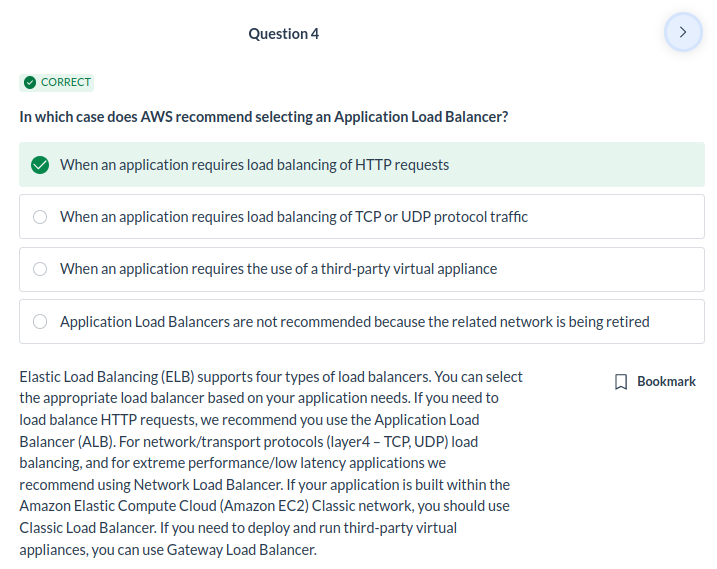 Question 4
CORRECT
In which case does AWS recommend selecting an Application Load Balancer?
When an application requires load balancing of HTTP requests
When an application requires load balancing of TCP or UDP protocol traffic
When an application requires the use of a third-party virtual appliance
Application Load Balancers are not recommended because the related network is being retired
Elastic Load Balancing (ELB) supports four types of load balancers. You can select
the appropriate load balancer based on your application needs. If you need to
load balance HTTP requests, we recommend you use the Application Load
Balancer (ALB). For network/transport protocols (layer4 – TCP, UDP) load
balancing, and for extreme performance/low latency applications we
recommend using Network Load Balancer. If your application is built within the
Amazon Elastic Compute Cloud (Amazon EC2) Classic network, you should use
Classic Load Balancer. If you need to deploy and run third-party virtual
appliances, you can use Gateway Load Balancer.
Bookmark